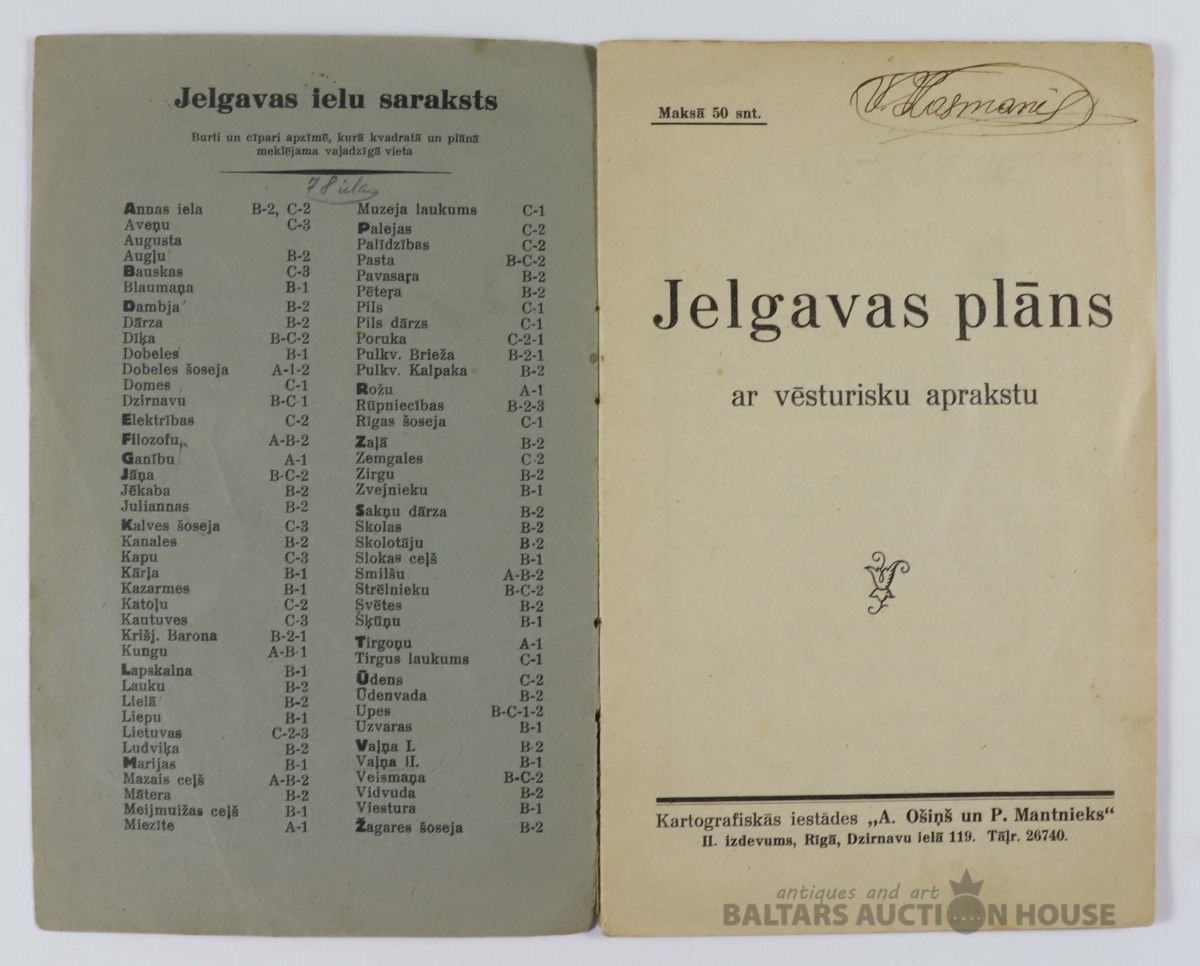 Jelgavas ielu saraksts
Burti un cīpari apzīmē, kurā kvadratā un plānā
meklējama vajadzīgā vieta
78 iela
Annas iela B-2, C-2
Aveņu C-3
Augusta
Augļu B-2
Bauskas C-3
Blaumaņa B-1
Dambja B-2
Dārza B-2
Dīķa B-C-2
Dobeles B-1
Dobeles šoseja A-1-2
Domes C-1
Dzirnavu B-C-1
Elektrības C-2
Filozofu A-B-2
Ganību A-1
Jāņa B-C-2
Jēkaba B-2
Juliannas B-2
Kalves šoseja C-3
Kanales B-2
Kapu C-3
Kārļa B-1
Kazarmes B-1
Katoļu C-2
Kautuves C-3
Krišj. Barona B-2-1
Kungu A-B-1
Lapskalna B-1
Lauku B-2
Lielā B-2
Liepu B-1
Lietuvas C-2-3
Ludviķa B-2
Marijas B-1
Mazais ceļš A-B-2
Mātera B-2
Meijmuižas ceļš B-1
Miezīte A-1
Muzeja laukums C-1
Palejas C-2
Palīdzības C-2
Pasta B-C-2
Pavasaŗa B-2
Pēteŗa B-2
Pils C-1
Pils dārzs C-1
Poruka C-2-1
Pulkv. Brieža B-2-1
Pulkv. Kalpaka B-2
Rožu A-1
Rūpniecības B-2-3
Rīgas šoseja C-1
Zaļā B-2
Zemgales C-2
Zirgu B-2
Zvejnieku B-1
Sakņu dārza B-2
Skolas B-2
Skolotāju B-2
Slokas ceļš B-1
Smilšu A-B-2
Strēlnieku B-C-2
Svētes B-2
Šķūņu B-1
Tirgoņu A-1
Tirgus laukums C-1
Ūdens C-2
Ūdenvada B-2
Upes B-C-1-2
Uzvaras B-1
Vaļņa I. B-2
Vaļņa II. B-1
Veismaņa B-C-2
Vidvuda B-2
Viestura B-1
Žagares šoseja B-2
Maksā 50 snt.
Jelgavas plāns
ar vēsturisku aprakstu
Kartografiskās iestādes „A. Ošiņš un P. Mantnieks“
II. izdevums, Rīgā, Dzirnavu ielā 119. Tāļr. 26740.
antiques and art
BALTARS AUCTION HOUSE